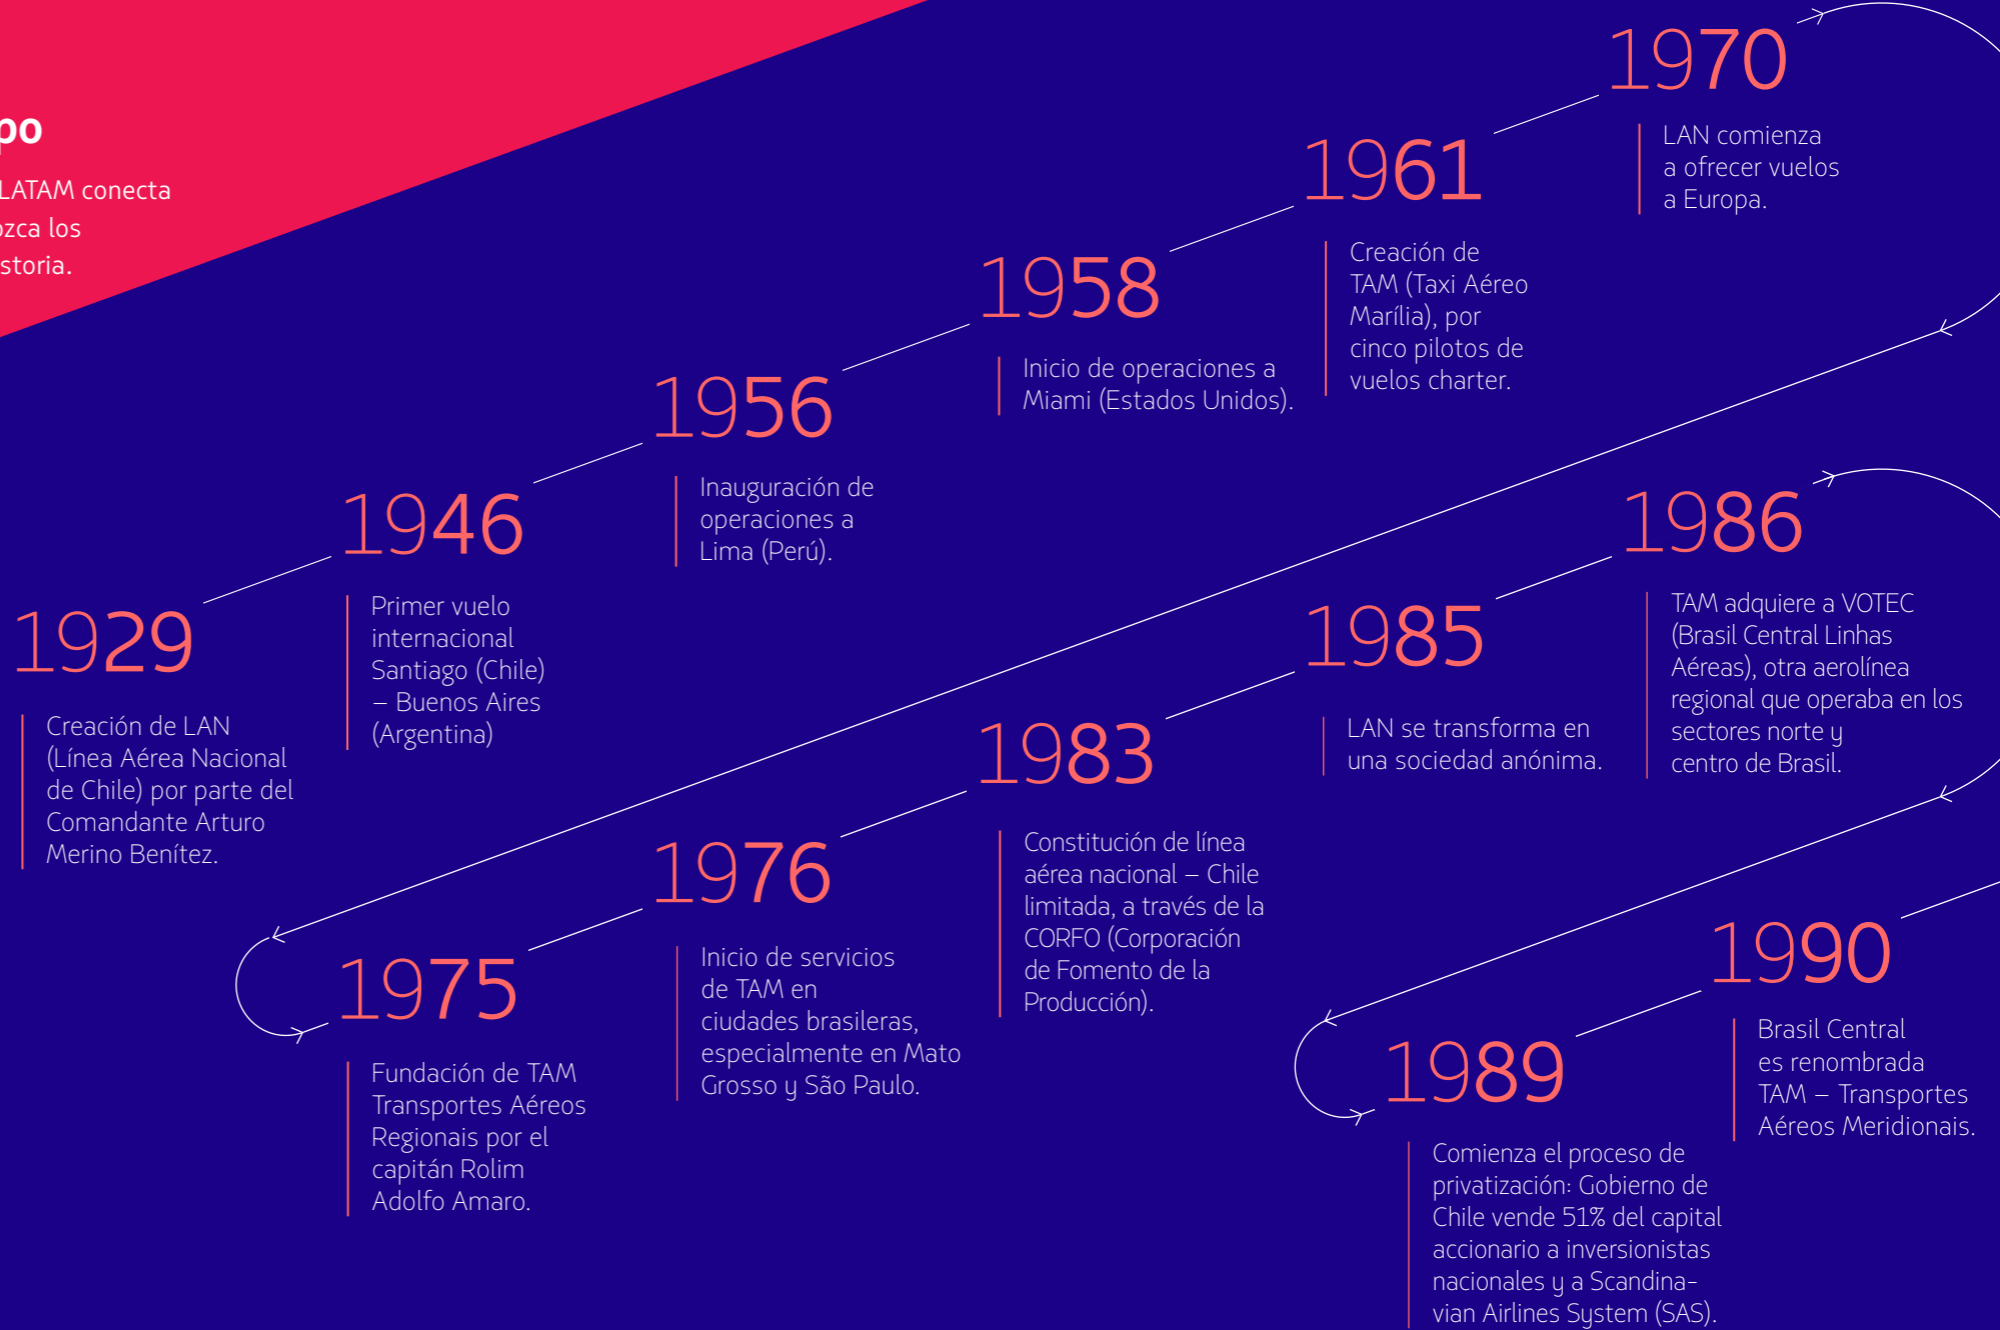 po
LATAM conecta
ozca los
storia.
1929
Creación de LAN
(Línea Aérea Nacional
de Chile) por parte del
Comandante Arturo
Merino Benítez.
1946
Primer vuelo
internacional
Santiago (Chile)
– Buenos Aires
(Argentina)
1956
Inauguración de
operaciones a
Lima (Perú).
1958
Inicio de operaciones a
Miami (Estados Unidos).
1961
Creación de
TAM (Taxi Aéreo
Marília), por
cinco pilotos de
vuelos charter.
1970
LAN comienza
a ofrecer vuelos
a Europa.
1975
Fundación de TAM
Transportes Aéreos
Regionais por el
capitán Rolim
Adolfo Amaro.
1976
Inicio de servicios
de TAM en
ciudades brasileras,
especialmente en Mato
Grosso y São Paulo.
1983
Constitución de línea
aérea nacional – Chile
limitada, a través de la
CORFO (Corporación
de Fomento de la
Producción).
1985
LAN se transforma en
una sociedad anónima.
1986
TAM adquiere a VOTEC
(Brasil Central Linhas
Aéreas), otra aerolínea
regional que operaba en los
sectores norte y
centro de Brasil.
1989
Comienza el proceso de
privatización: Gobierno de
Chile vende 51% del capital
accionario a inversionistas
nacionales y a Scandina-
vian Airlines System (SAS).
1990
Brasil Central
es renombrada
TAM – Transportes
Aéreos Meridionais.